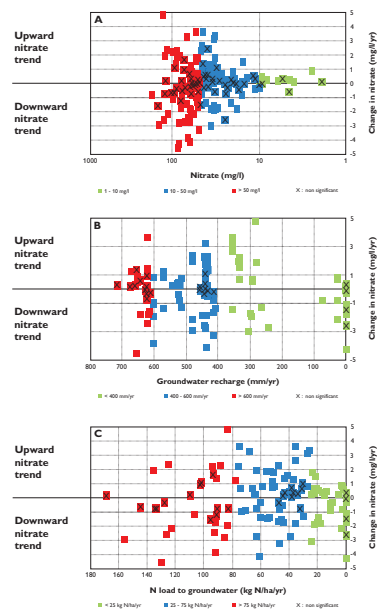 A
Upward
nitrate
trend
Downward
nitrate
trend
5
4
3
2
1
0
-1
-2
-3
-4
-5
Change in nitrate (mg/l/yr)
1000 100 10 1
Nitrate
(mg/l)
1 - 10 mg/l 10 - 50 mg/l > 50 mg/l X : non significant
B
Upward
nitrate
trend
Downward
nitrate
trend
5
4
3
2
1
0
-1
-2
-3
-4
-5
Change in nitrate (mg/l/yr)
800 700 600 500 400 300 200 100 0
Groundwater recharge (mm/yr)
< 400 mm/yr 400 - 600 mm/yr > 600 mm/yr X : non significant
C
Upward
nitrate
trend
Downward
nitrate
trend
5
4
3
2
1
0
-1
-2
-3
-4
-5
Change in nitrate (mg/l/yr)
180 160 140 120 100 80 60 40 20 0
N load to groundwater (kg N/ha/yr)
< 25 kg N/ha/yr 25 - 75 kg N/ha/yr > 75 kg N/ha/yr X : non significant